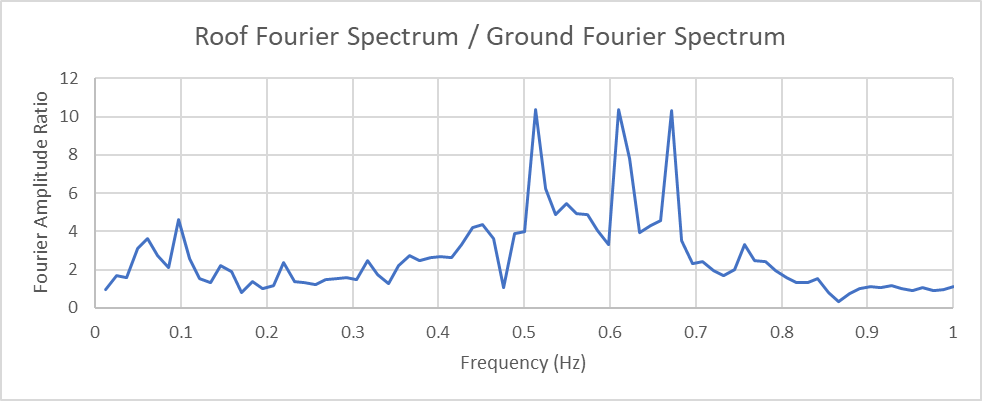 Roof Fourier Spectrum / Ground Fourier Spectrum
Fourier Amplitude Ratio
12
10
8
6
4
2
0
0 0.1 0.2 0.3 0.4 0.5 0.6 0.7 0.8 0.9 1
Frequency (Hz)